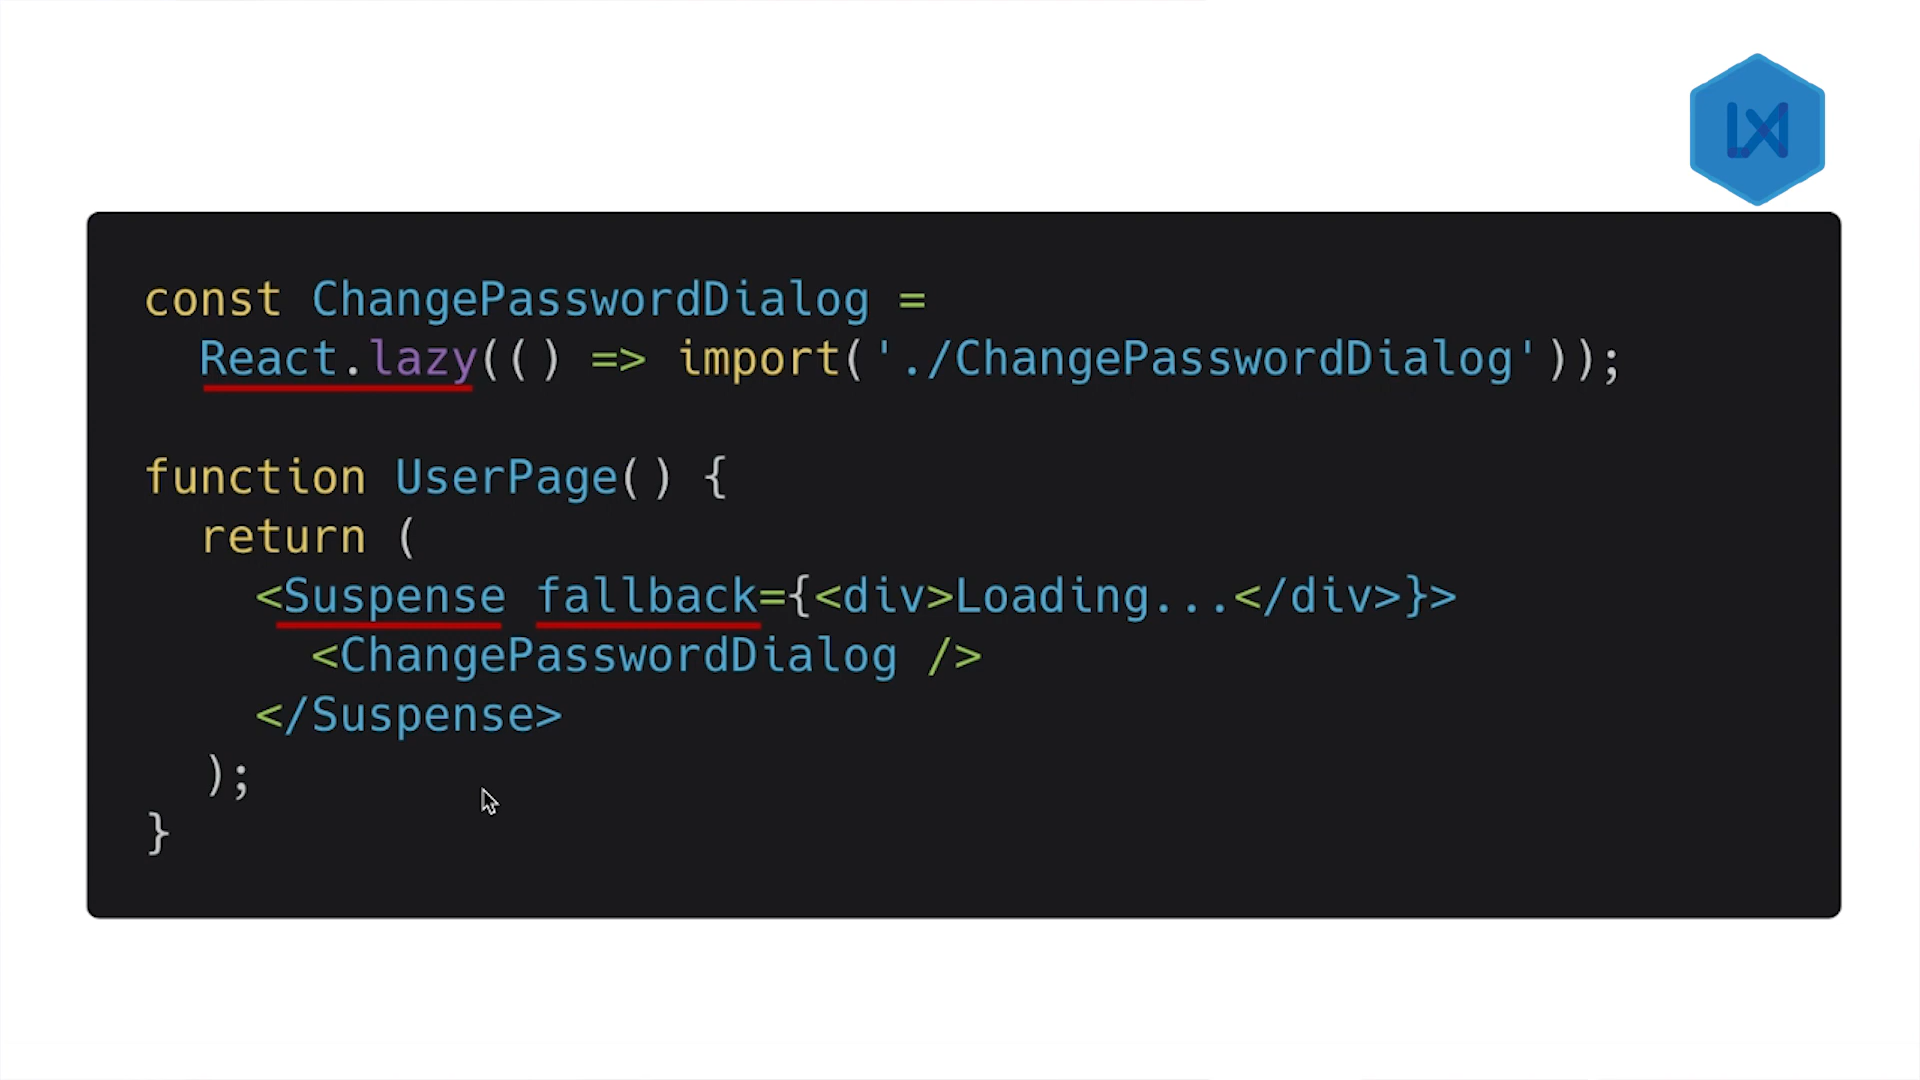 const ChangePasswordDialog =
React.lazy(() => import('./ChangePasswordDialog'));
function UserPage() {
return (
<Suspense fallback={<div>Loading...</div>}>
<ChangePasswordDialog />
</Suspense>
);
}